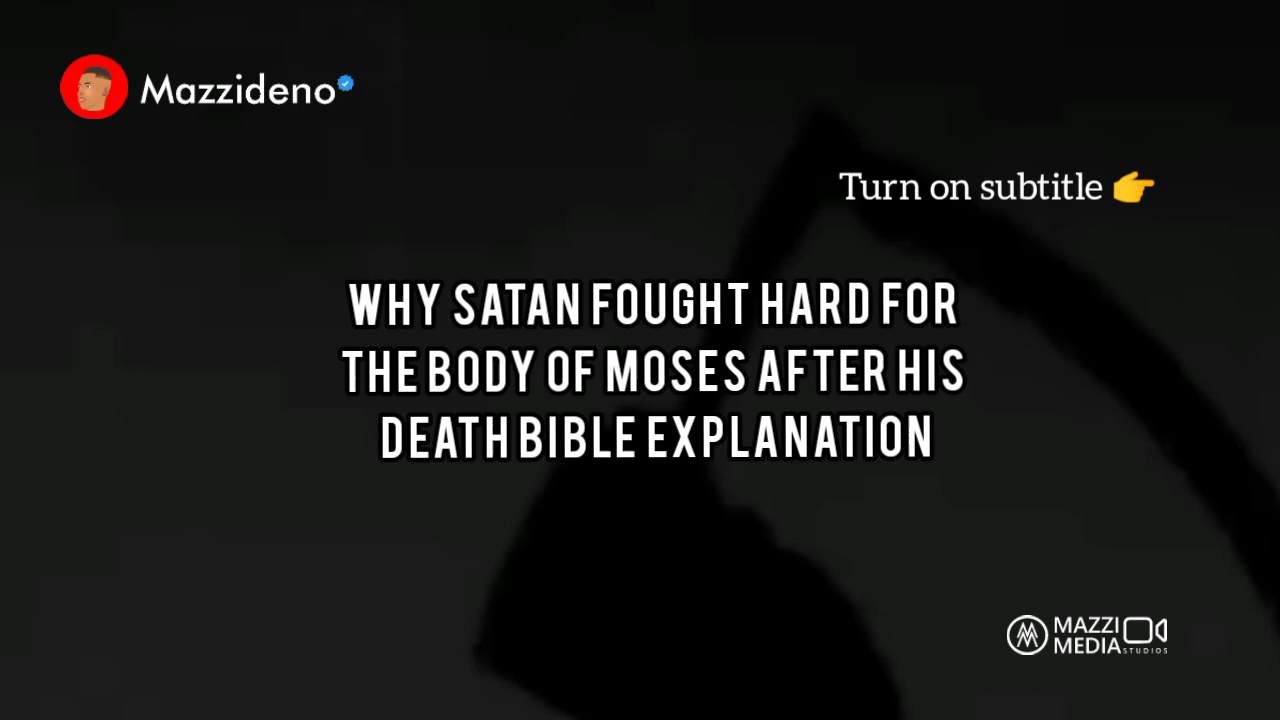 Mazzideno
Turn on subtitle 👉
WHY SATAN FOUGHT HARD FOR
THE BODY OF MOSES AFTER HIS
DEATH BIBLE EXPLANATION
MAZZI
MEDIA STUDIOS